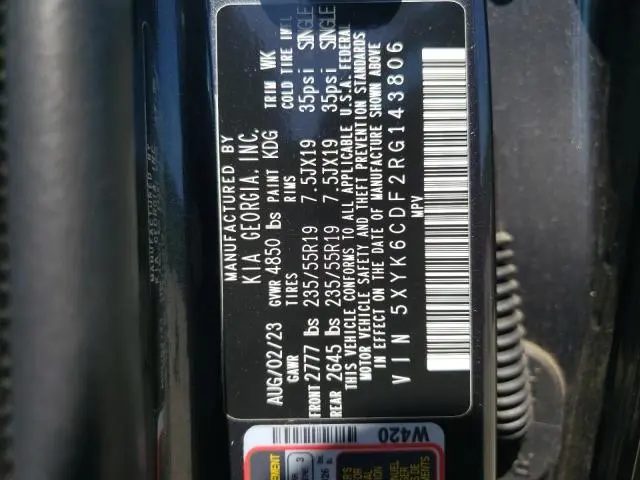 MANUFACTURED BY
KIA GEORGIA, INC.
AUG/02/23 GVWR 4850 lbs PAINT KDG TRIM WK
GAWR TIRES RIMS COLD TIRE INFL
FRONT 2777 lbs 235/55R19 7.5JX19 35psi SINGLE
REAR 2645 lbs 235/55R19 7.5JX19 35psi SINGLE
THIS VEHICLE CONFORMS TO ALL APPLICABLE U.S.A. FEDERAL
MOTOR VEHICLE SAFETY AND THEFT PREVENTION STANDARDS
IN EFFECT ON THE DATE OF MANUFACTURE SHOWN ABOVE
VIN 5XYK6CDF2RG143806
MPV
W420
3